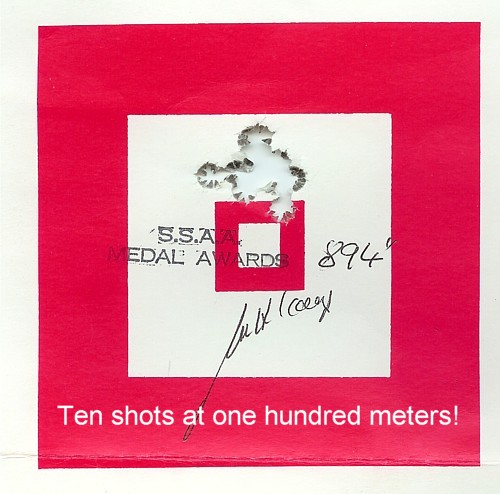 S.S.A.A.
MEDAL AWARDS
894"
Ten shots at one hundred meters!